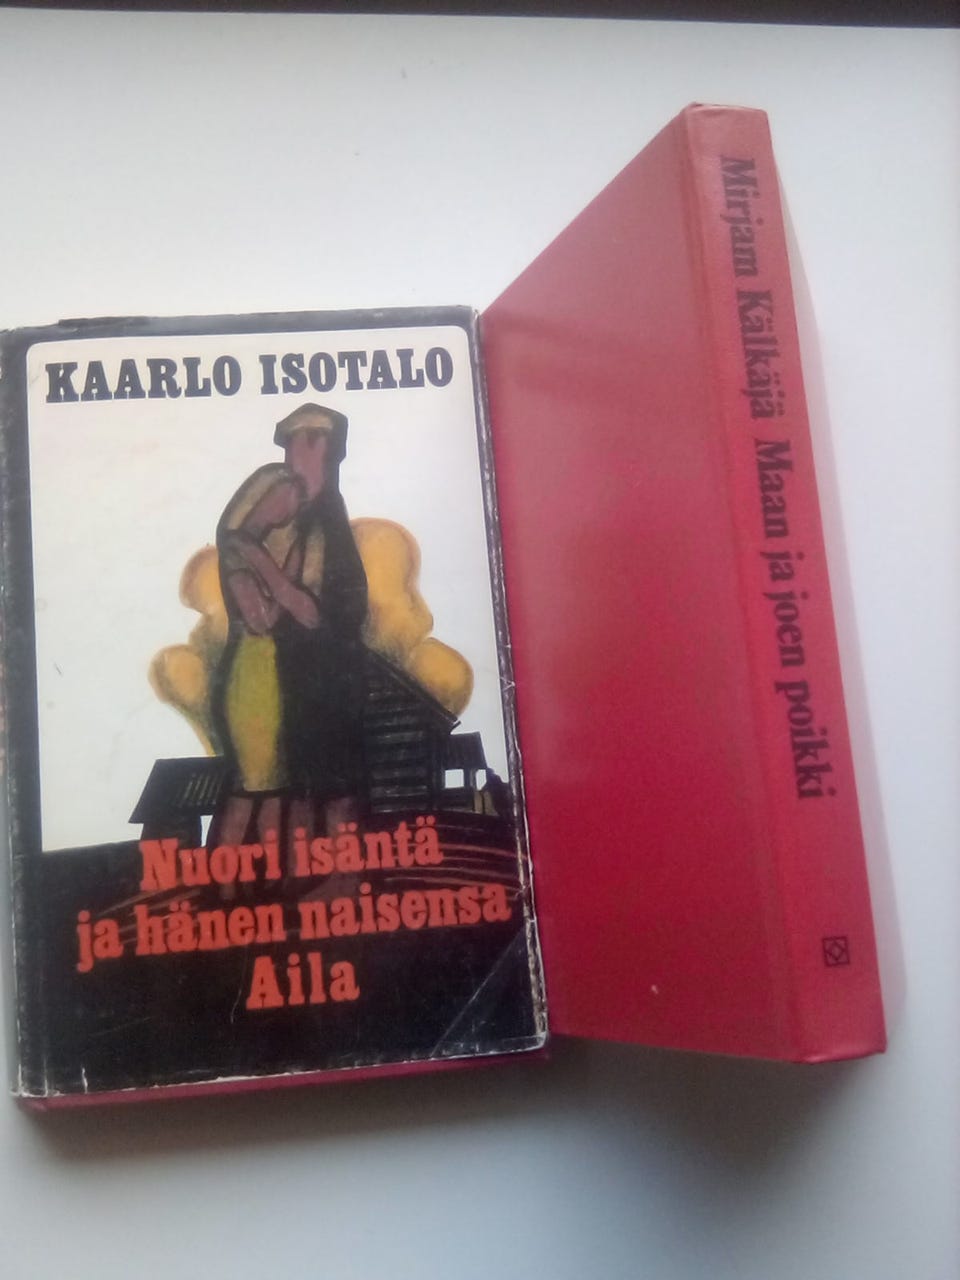 KAARLO ISOTALO
Nuori isäntä
ja hänen naisensa
Aila
Mirjam Kälkäjä Maan ja joen poikki